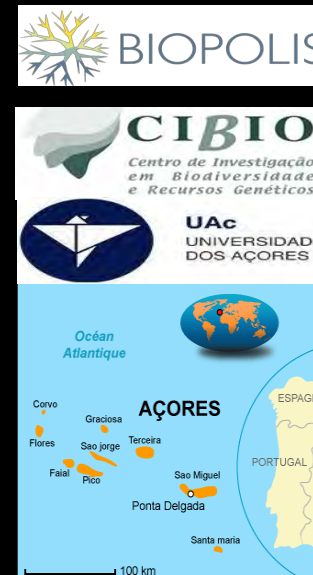 BIOPOLIS
CIBIO
Centro de Investigação
em Biodiversidade
e Recursos Genéticos
UAc
UNIVERSIDAD
DOS AÇORES
Océan
Atlantique
Corvo
Flores
Graciosa
AÇORES
Sao jorge
Terceira
Faial
Pico
Sao Miguel
Ponta Delgada
Santa maria
100 km
ESPAG
PORTUGAL